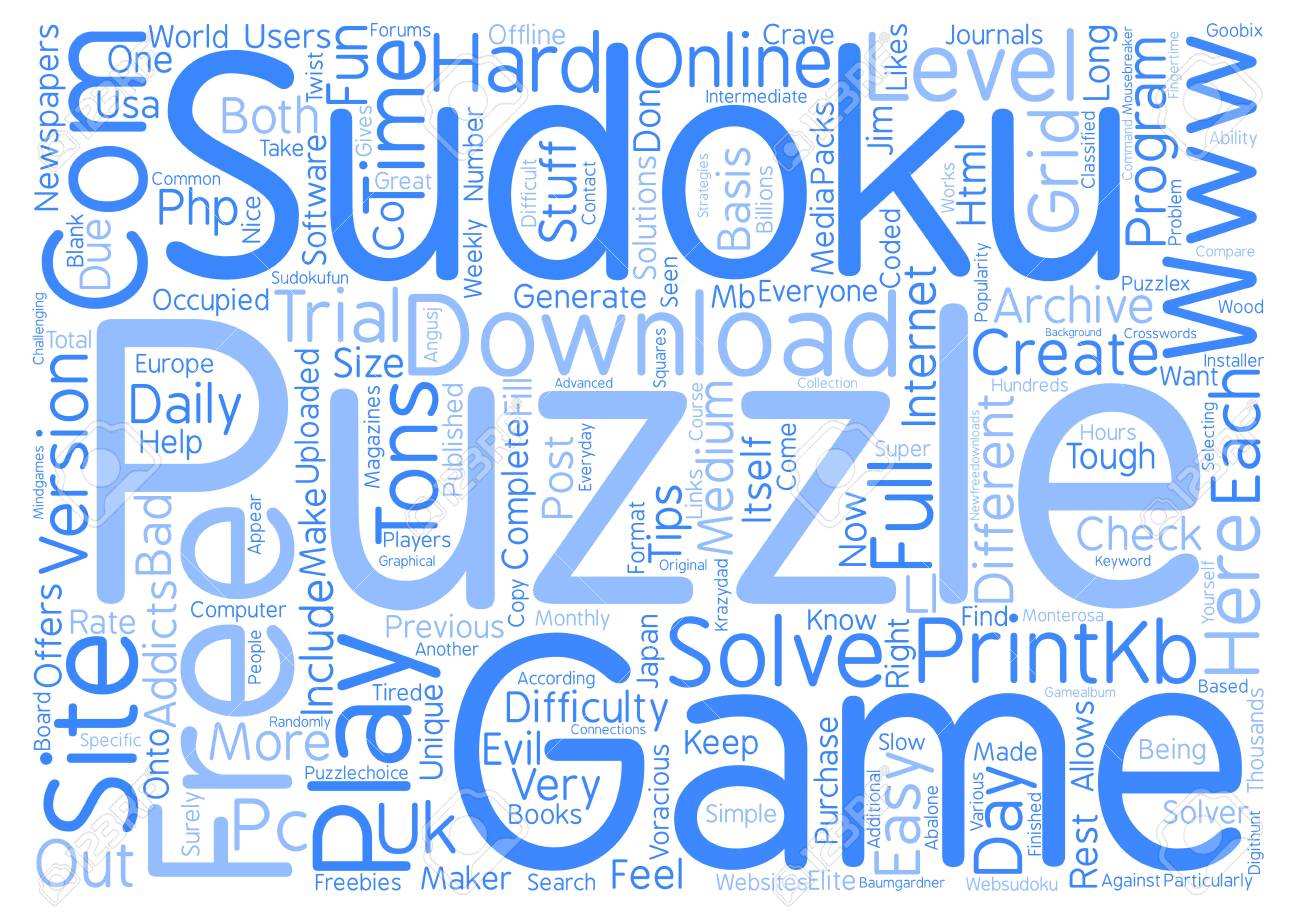 Sudoku
Puzzle
Game
Com
WWW
Download
Free
Site
Play
Solve
Print
Kb
Level
Online
Hard
Time
Fun
World
Users
Forums
Offline
Crave
Likes
Journals
Goobix
Newspapers
One
Usa
Both
Twist
Take
Gives
Intermediate
Don
Jim
Long
Mousebreaker
Fingertime
Command
Ability
Common
Php
Nice
Software
Great
Co
Number
Weekly
Difficult
Stuff
Contact
Solutions
Strategies
Basis
Billions
Media
Packs
Coded
Works
Html
Grid
Classified
Program
Problem
Compare
Blank
Due
Sudokufun
Occupied
Trial
Generate
Seen
Mb
Everyone
Internet
Popularity
Archive
Puzzlex
Wood
Challenging
Total
Angusj
Squares
Background
Crosswords
Create
Installer
Europe
Size
Advanced
Collection
Hundreds
Want
Daily
Help
Version
Uploaded
Magazines
Tons
Published
Fill
Complete
Post
Everyday
Course
Links
Medium
Itself
Come
Super
Full
Different
Newfreedownloads
Hours
Tough
Selecting
Each
Mindgames
Bad
Appear
Make
Players
Graphical
Format
Tips
Original
Now
Check
Keyword
Offers
Rate
Addicts
Computer
Include
Previous
Another
Copy
Monthly
Krazydad
Know
Ll
Find
Monterosa
Yourself
Here
People
Japan
Right
Board
Specific
Onto
Randomly
More
Tired
Unique
According
Difficulty
Connections
Keep
Purchase
Slow
Made
Gamealbum
Based
Allows
Being
Thousands
Puzzlechoice
Evil
Very
Books
Voracious
Simple
Additional
Easy
Abalone
Various
Day
Finished
Rest
Solver
Digithunt
Out
Surely
Pc
Uk
Freebies
Maker
Search
Feel
Websites
Elite
Baumgardner
Websudoku
Against
Particularly
123RF